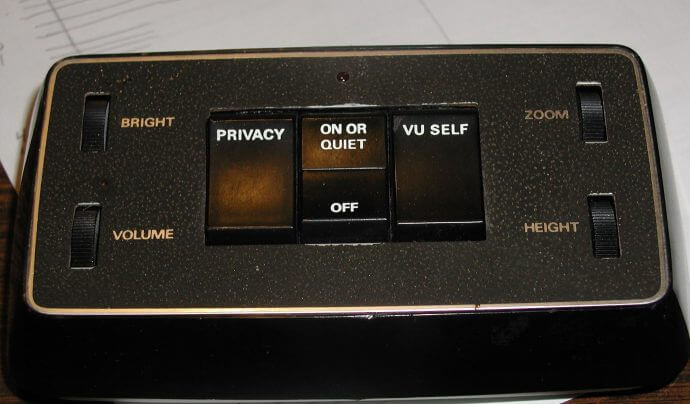 BRIGHT
PRIVACY
ON OR
QUIET
VU SELF
ZOOM
VOLUME
OFF
HEIGHT